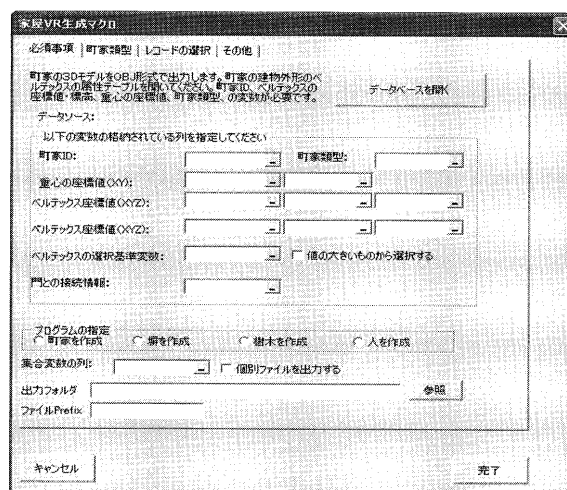 家屋VR生成マクロ
必須事項 町家類型 レコードの選択 その他
町家の3DモデルをOBJ形式で出力します。町家の建物外形のベ
ルテックスの属性テーブルを開いてください。町家ID、ベルテックスの
座標値・標高、重心の座標値、町家類型、の変数が必要です。
データベースを開く
データソース:
以下の変数の格納されている列を指定してください
町家ID: 町家類型:
重心の座標値(XY):
ベルテックス座標値(XYZ):
ベルテックス座標値(XYZ):
ベルテックスの選択基準変数: 値の大きいものから選択する
門との接続情報:
プログラムの指定
町家を作成 塀を作成 樹木を作成 人を作成
集合変数の列: 個別ファイルを出力する
出力フォルダ 参照
ファイルPrefix
キャンセル 完了